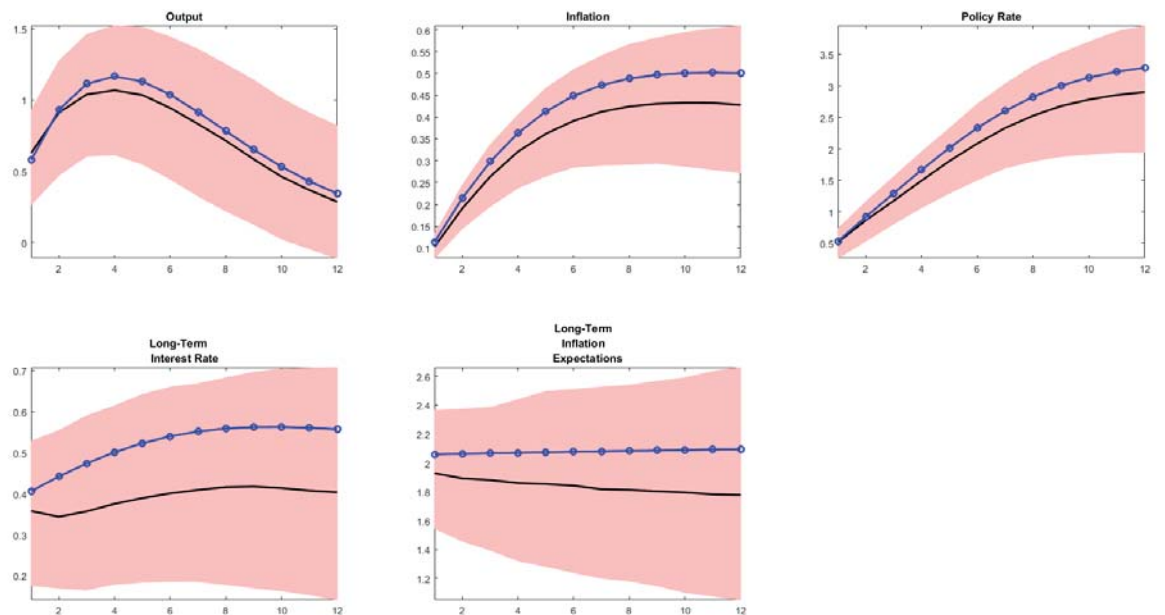 Output
1.5
1
0.5
0
2 4 6 8 10 12
Inflation
0.6
0.55
0.5
0.45
0.4
0.35
0.3
0.25
0.2
0.15
0.1
2 4 6 8 10 12
Policy Rate
3.5
3
2.5
2
1.5
1
0.5
2 4 6 8 10 12
Long-Term
Interest Rate
0.7
0.6
0.5
0.4
0.3
0.2
2 4 6 8 10 12
Long-Term
Inflation
Expectations
2.6
2.4
2.2
2
1.8
1.6
1.4
1.2
2 4 6 8 10 12